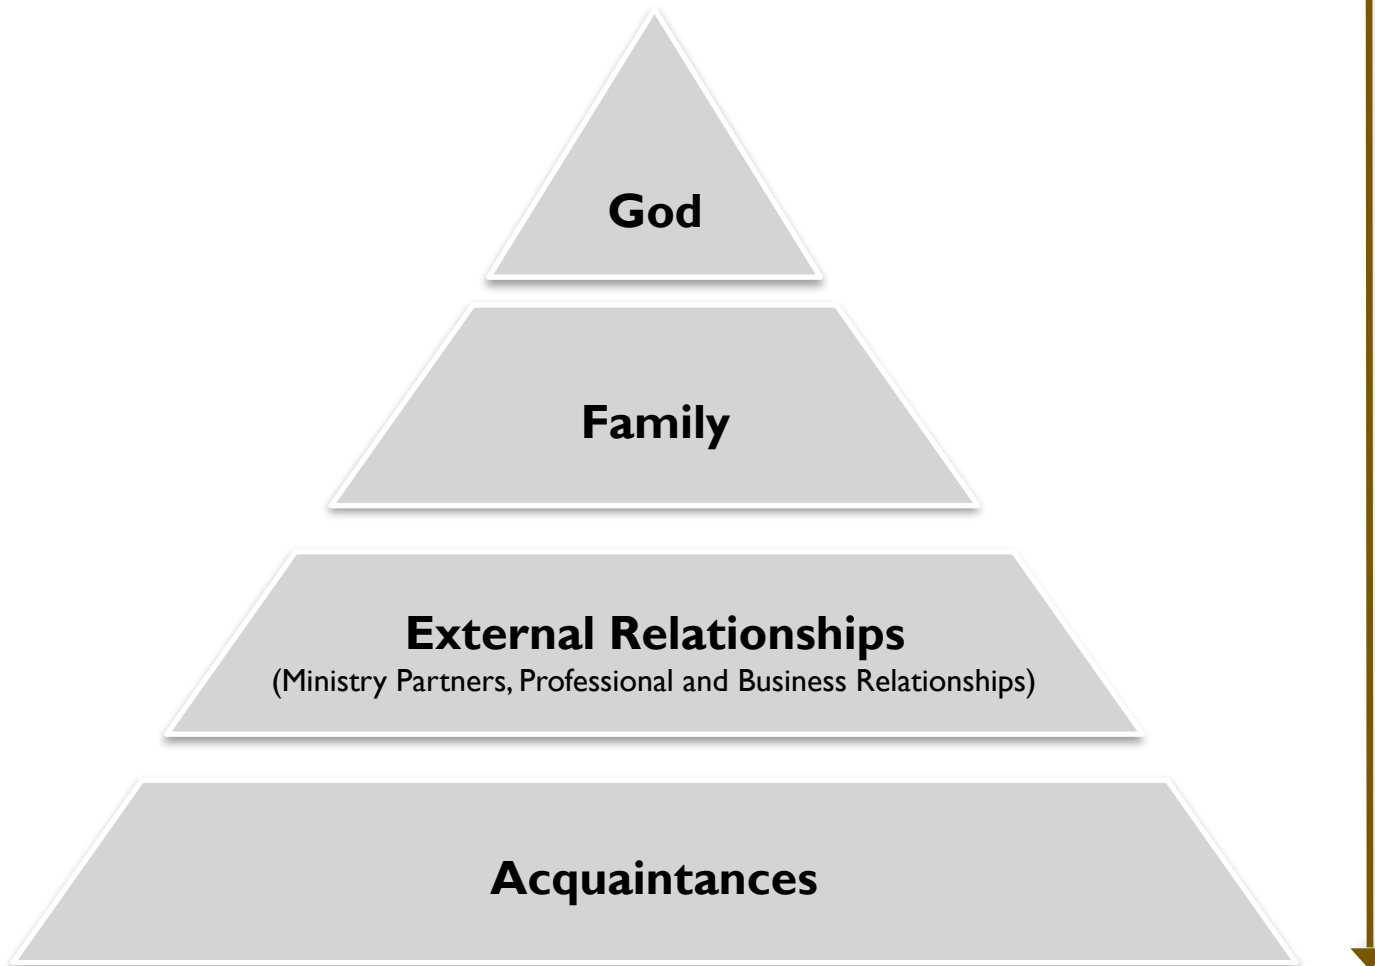 God
Family
External Relationships
(Ministry Partners, Professional and Business Relationships)
Acquaintances